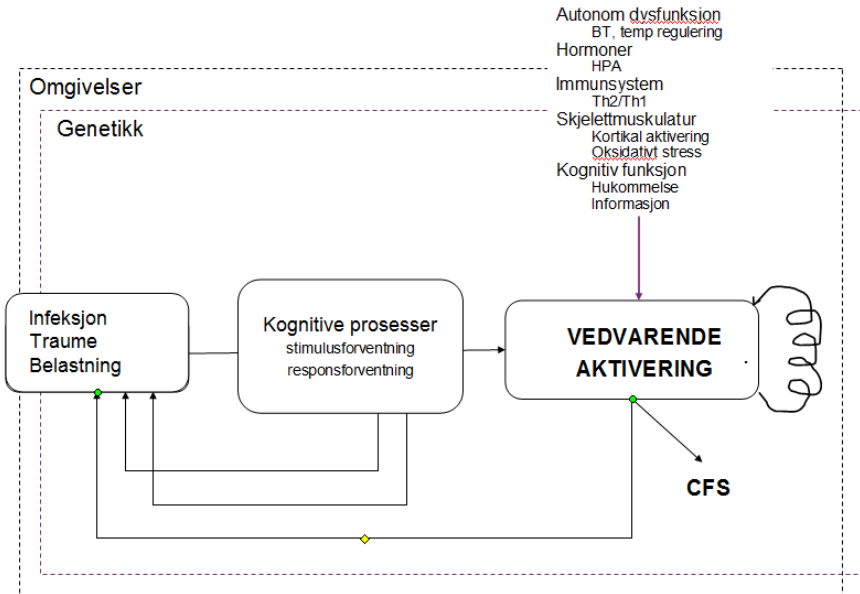 Autonom dysfunksjon
BT, temp regulering
Hormoner
HPA
Immunsystem
Th2/Th1
Skjelettmuskulatur
Kortikal aktivering
Oksidativt stress
Kognitiv funksjon
Hukommelse
Informasjon
Omgivelser
Genetikk
Infeksjon
Traume
Belastning
Kognitive prosesser
stimulusforventning
responsforventning
VEDVARENDE
AKTIVERING
CFS